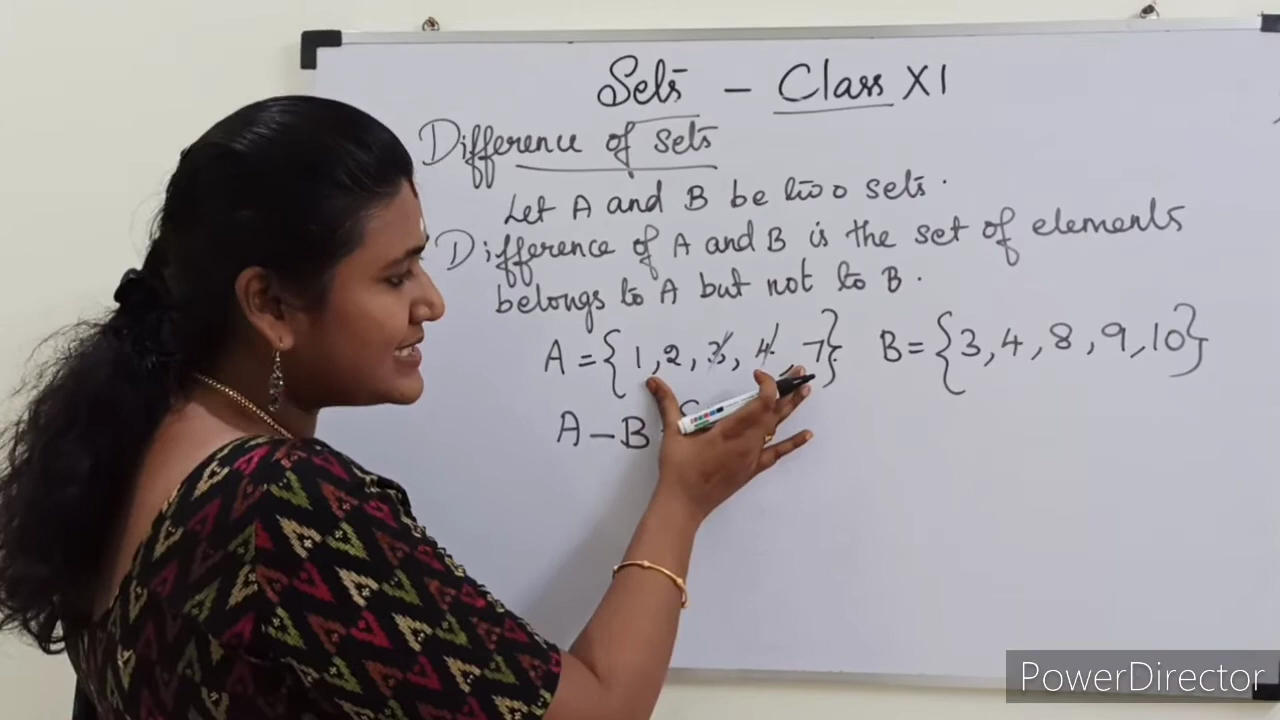 Sets - Class XI
Difference of sets
Let A and B be two sets.
Difference of A and B is the set of elements
belongs to A but not to B.
A = {1, 2, 3, 4, 7} B = {3, 4, 8, 9, 10}
A - B
PowerDirector